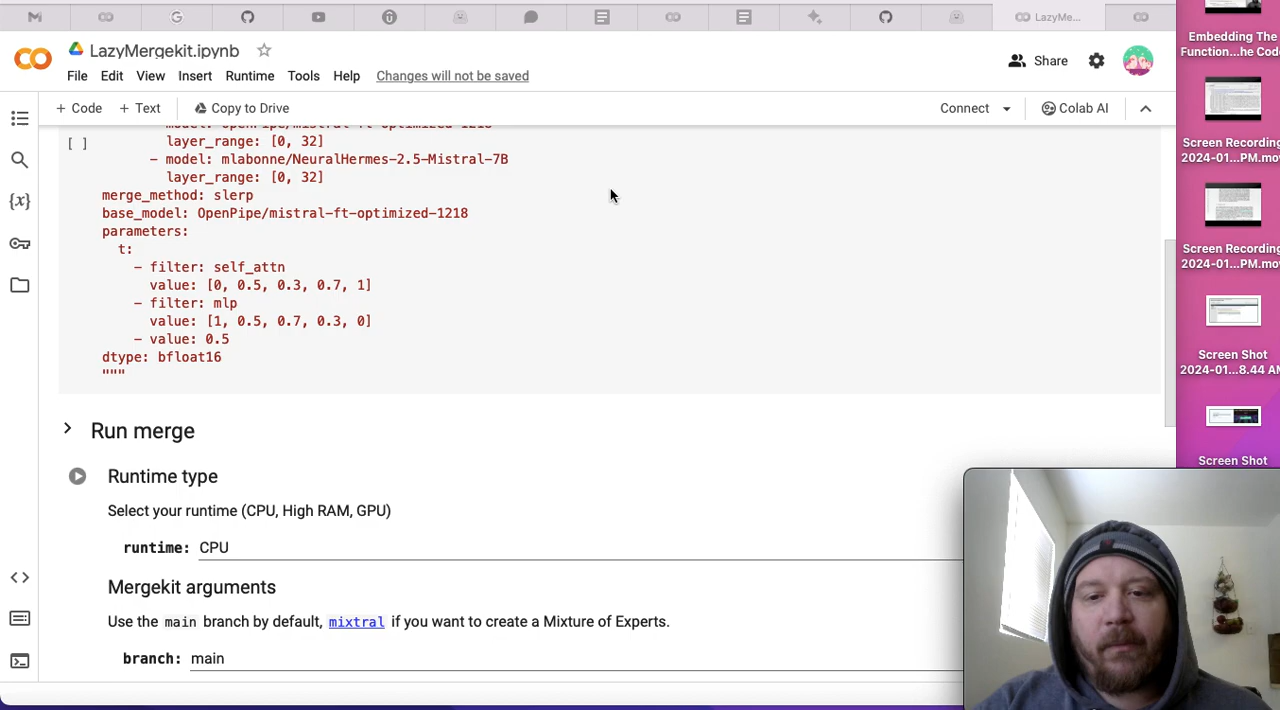 LazyMe...
LazyMergekit.ipynb
File Edit View Insert Runtime Tools Help Changes will not be saved
Share
+ Code + Text Copy to Drive
Connect Colab AI
[ ]
model: OpenPipe/mistral-ft-optimized-1218
layer_range: [0, 32]
- model: mlabonne/NeuralHermes-2.5-Mistral-7B
layer_range: [0, 32]
merge_method: slerp
base_model: OpenPipe/mistral-ft-optimized-1218
parameters:
t:
- filter: self_attn
value: [0, 0.5, 0.3, 0.7, 1]
- filter: mlp
value: [1, 0.5, 0.7, 0.3, 0]
- value: 0.5
dtype: bfloat16
"""
Run merge
Runtime type
Select your runtime (CPU, High RAM, GPU)
runtime: CPU
Mergekit arguments
Use the main branch by default, mixtral if you want to create a Mixture of Experts.
branch: main
Embedding The
Function...he Code
Screen Recording
2024-01...PM.mov
Screen Recording
2024-01...PM.mov
Screen Shot
2024-01...8.44 AM
Screen Shot